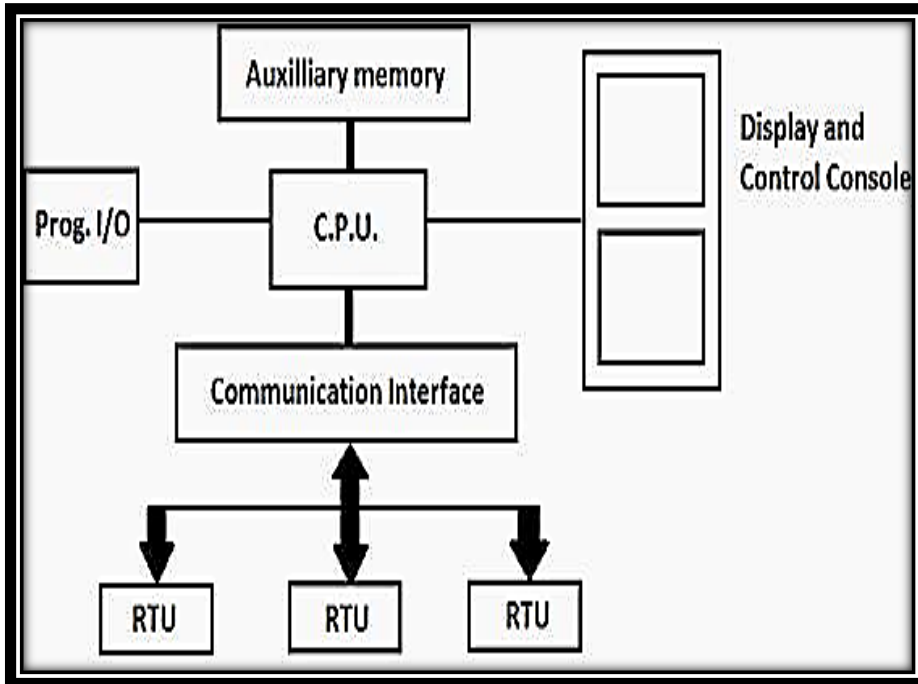 Auxilliary memory
Display and
Control Console
Prog. I/O
C.P.U.
Communication Interface
RTU
RTU
RTU